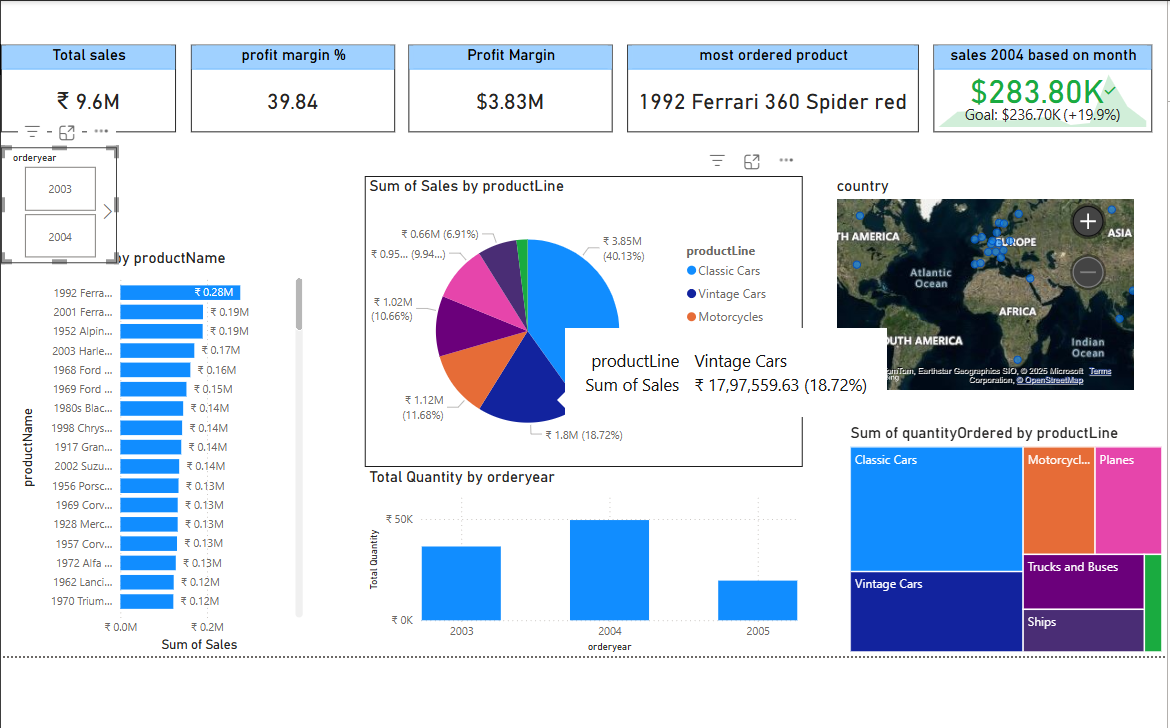 Total sales
₹ 9.6M
profit margin %
39.84
Profit Margin
$3.83M
most ordered product
1992 Ferrari 360 Spider red
sales 2004 based on month
$283.80K
Goal: $236.70K (+19.9%)
orderyear
2003
2004
by productName
productName
1992 Ferra... ₹ 0.28M
2001 Ferra... ₹ 0.19M
1952 Alpin... ₹ 0.19M
2003 Harle... ₹ 0.17M
1968 Ford ... ₹ 0.16M
1969 Ford ... ₹ 0.15M
1980s Blac... ₹ 0.14M
1998 Chrys... ₹ 0.14M
1917 Gran... ₹ 0.14M
2002 Suzu... ₹ 0.14M
1956 Porsc... ₹ 0.13M
1969 Corv... ₹ 0.13M
1928 Merc... ₹ 0.13M
1957 Corv... ₹ 0.13M
1972 Alfa ... ₹ 0.13M
1962 Lanci... ₹ 0.12M
1970 Trium... ₹ 0.12M
₹ 0.0M ₹ 0.2M
Sum of Sales
Sum of Sales by productLine
₹ 0.66M (6.91%)
₹ 0.95... (9.94...)
₹ 1.02M
(10.66%)
₹ 1.12M
(11.68%)
₹ 1.8M (18.72%)
₹ 3.85M
(40.13%)
productLine
Classic Cars
Vintage Cars
Motorcycles
productLine Vintage Cars
Sum of Sales ₹ 17,97,559.63 (18.72%)
Total Quantity by orderyear
Total Quantity
₹ 50K
₹ 0K
2003 2004 2005
orderyear
country
TH AMERICA
EUROPE
ASIA
Atlantic
Ocean
AFRICA
OUTH AMERICA
Indian
Ocean
mTom, Earthstar Geographics SIO, © 2025 Microsoft Terms
Corporation, © OpenStreetMap
Sum of quantityOrdered by productLine
Classic Cars
Motorcycl...
Planes
Vintage Cars
Trucks and Buses
Ships